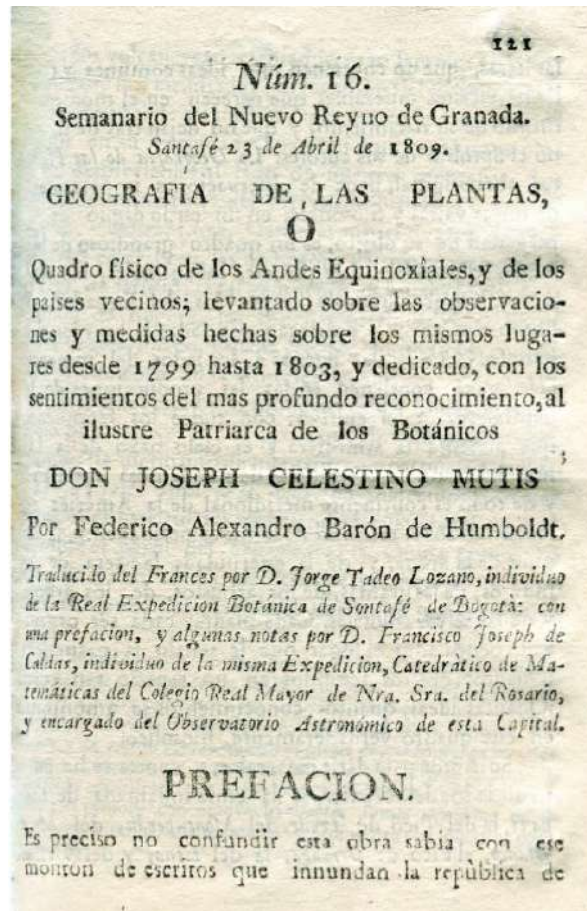 121
Núm. 16.
Semanario del Nuevo Reyno de Granada.
Santafé 23 de Abril de 1809.
GEOGRAFIA DE LAS PLANTAS,
Ó
Quadro físico de los Andes Equinoxîales, y de los
paises vecinos; levantado sobre las observacio-
nes y medidas hechas sobre los mismos luga-
res desde 1799 hasta 1803, y dedicado, con los
sentimientos del mas profundo reconocimiento, al
ilustre Patriarca de los Botánicos
DON JOSEPH CELESTINO MUTIS
Por Federico Alexandro Barón de Humboldt.
Traducido del Frances por D. Jorge Tadeo Lozano, individuo
de la Real Expedicion Botánica de Santafé de Bogotà: con
una prefacion, y algunas notas por D. Francisco Joseph de
Caldas, individuo de la misma Expedicion, Catedràtico de Ma-
temáticas del Colegio Real Mayor de Nra. Sra. del Rosario,
y encargado del Observatorio Astronómico de esta Capital.
PREFACION.
Es preciso no confundir esta obra sabia con ese
monton de escritos que innundan la repùblica de